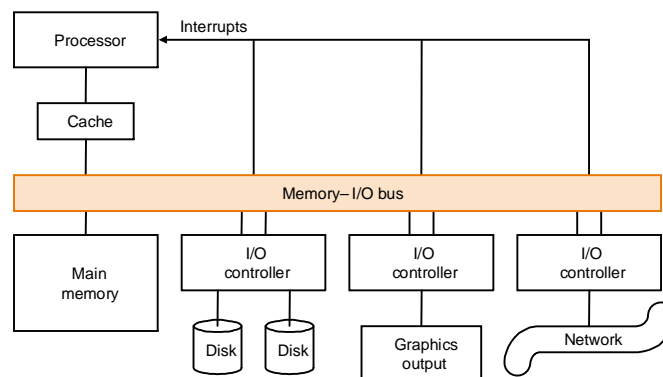 Processor
Interrupts
Cache
Memory–I/O bus
Main
memory
I/O
controller
I/O
controller
I/O
controller
Disk
Disk
Graphics
output
Network